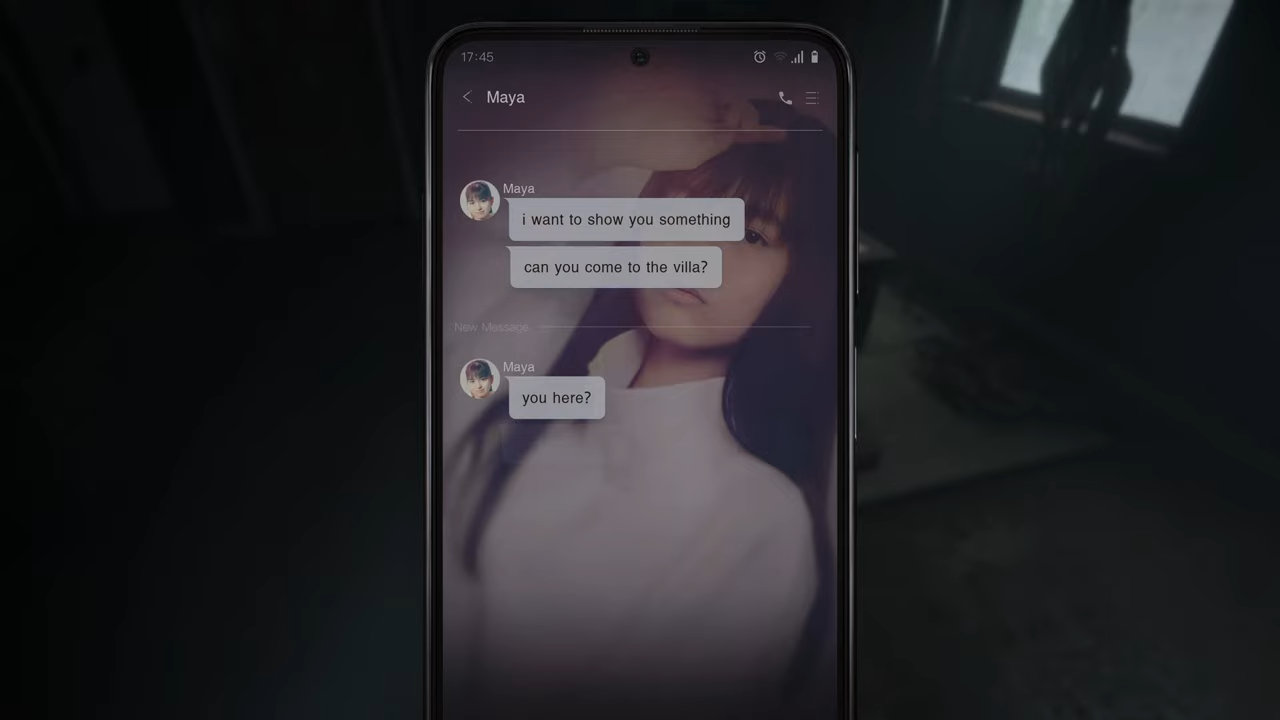 17:45
Maya
Maya
i want to show you something
can you come to the villa?
New Message
Maya
you here?